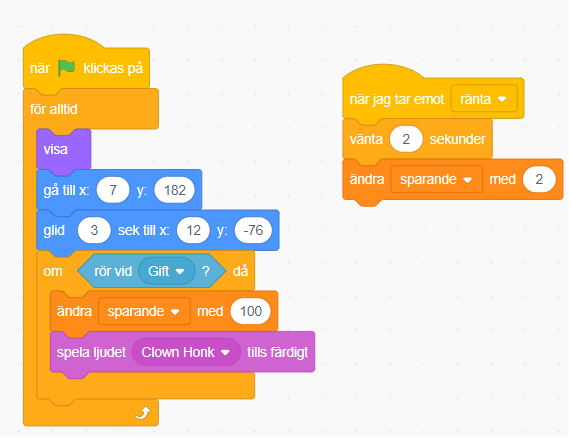 när klickas på
för alltid
visa
gå till x: 7 y: 182
glid 3 sek till x: 12 y: -76
om rör vid Gift ? då
ändra sparande med 100
spela ljudet Clown Honk tills färdigt
när jag tar emot ränta
vänta 2 sekunder
ändra sparande med 2